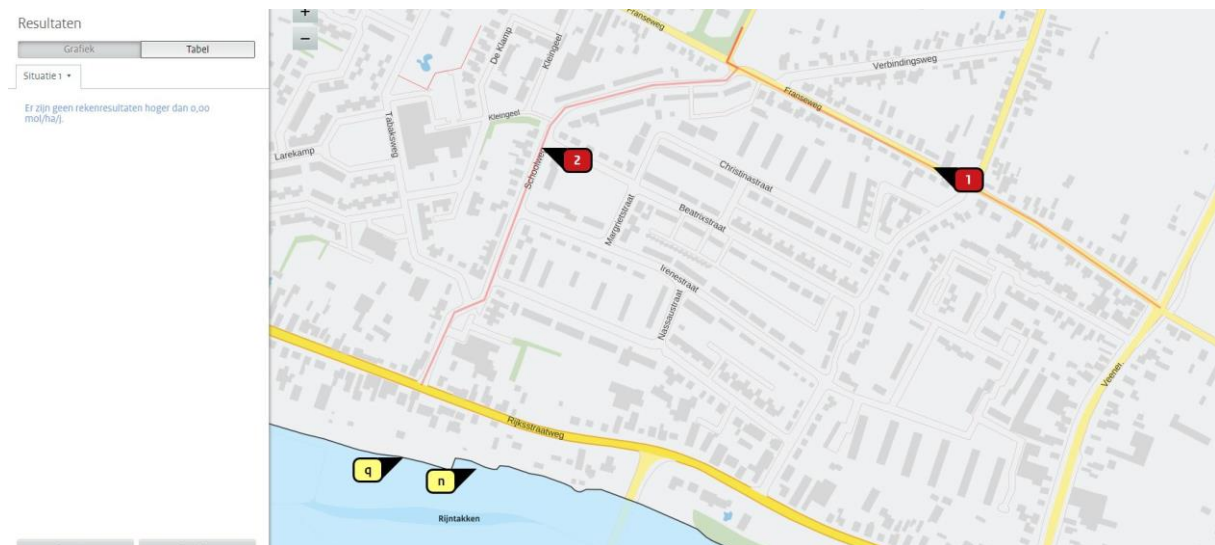 Resultaten
Grafiek
Tabel
Situatie 1
Er zijn geen rekenresultaten hoger dan 0,00
mol/ha/j.
+
−
Franseweg
De Klamp
Kleingeel
Verbindingsweg
Franseweg
Kleingeel
Tabaksweg
Larekamp
Schoolweg
2
Christinastraat
1
Margrietstraat
Beatrixstraat
Irenestraat
Nassaustraat
Veener
Rijksstraatweg
q
n
Rijntakken